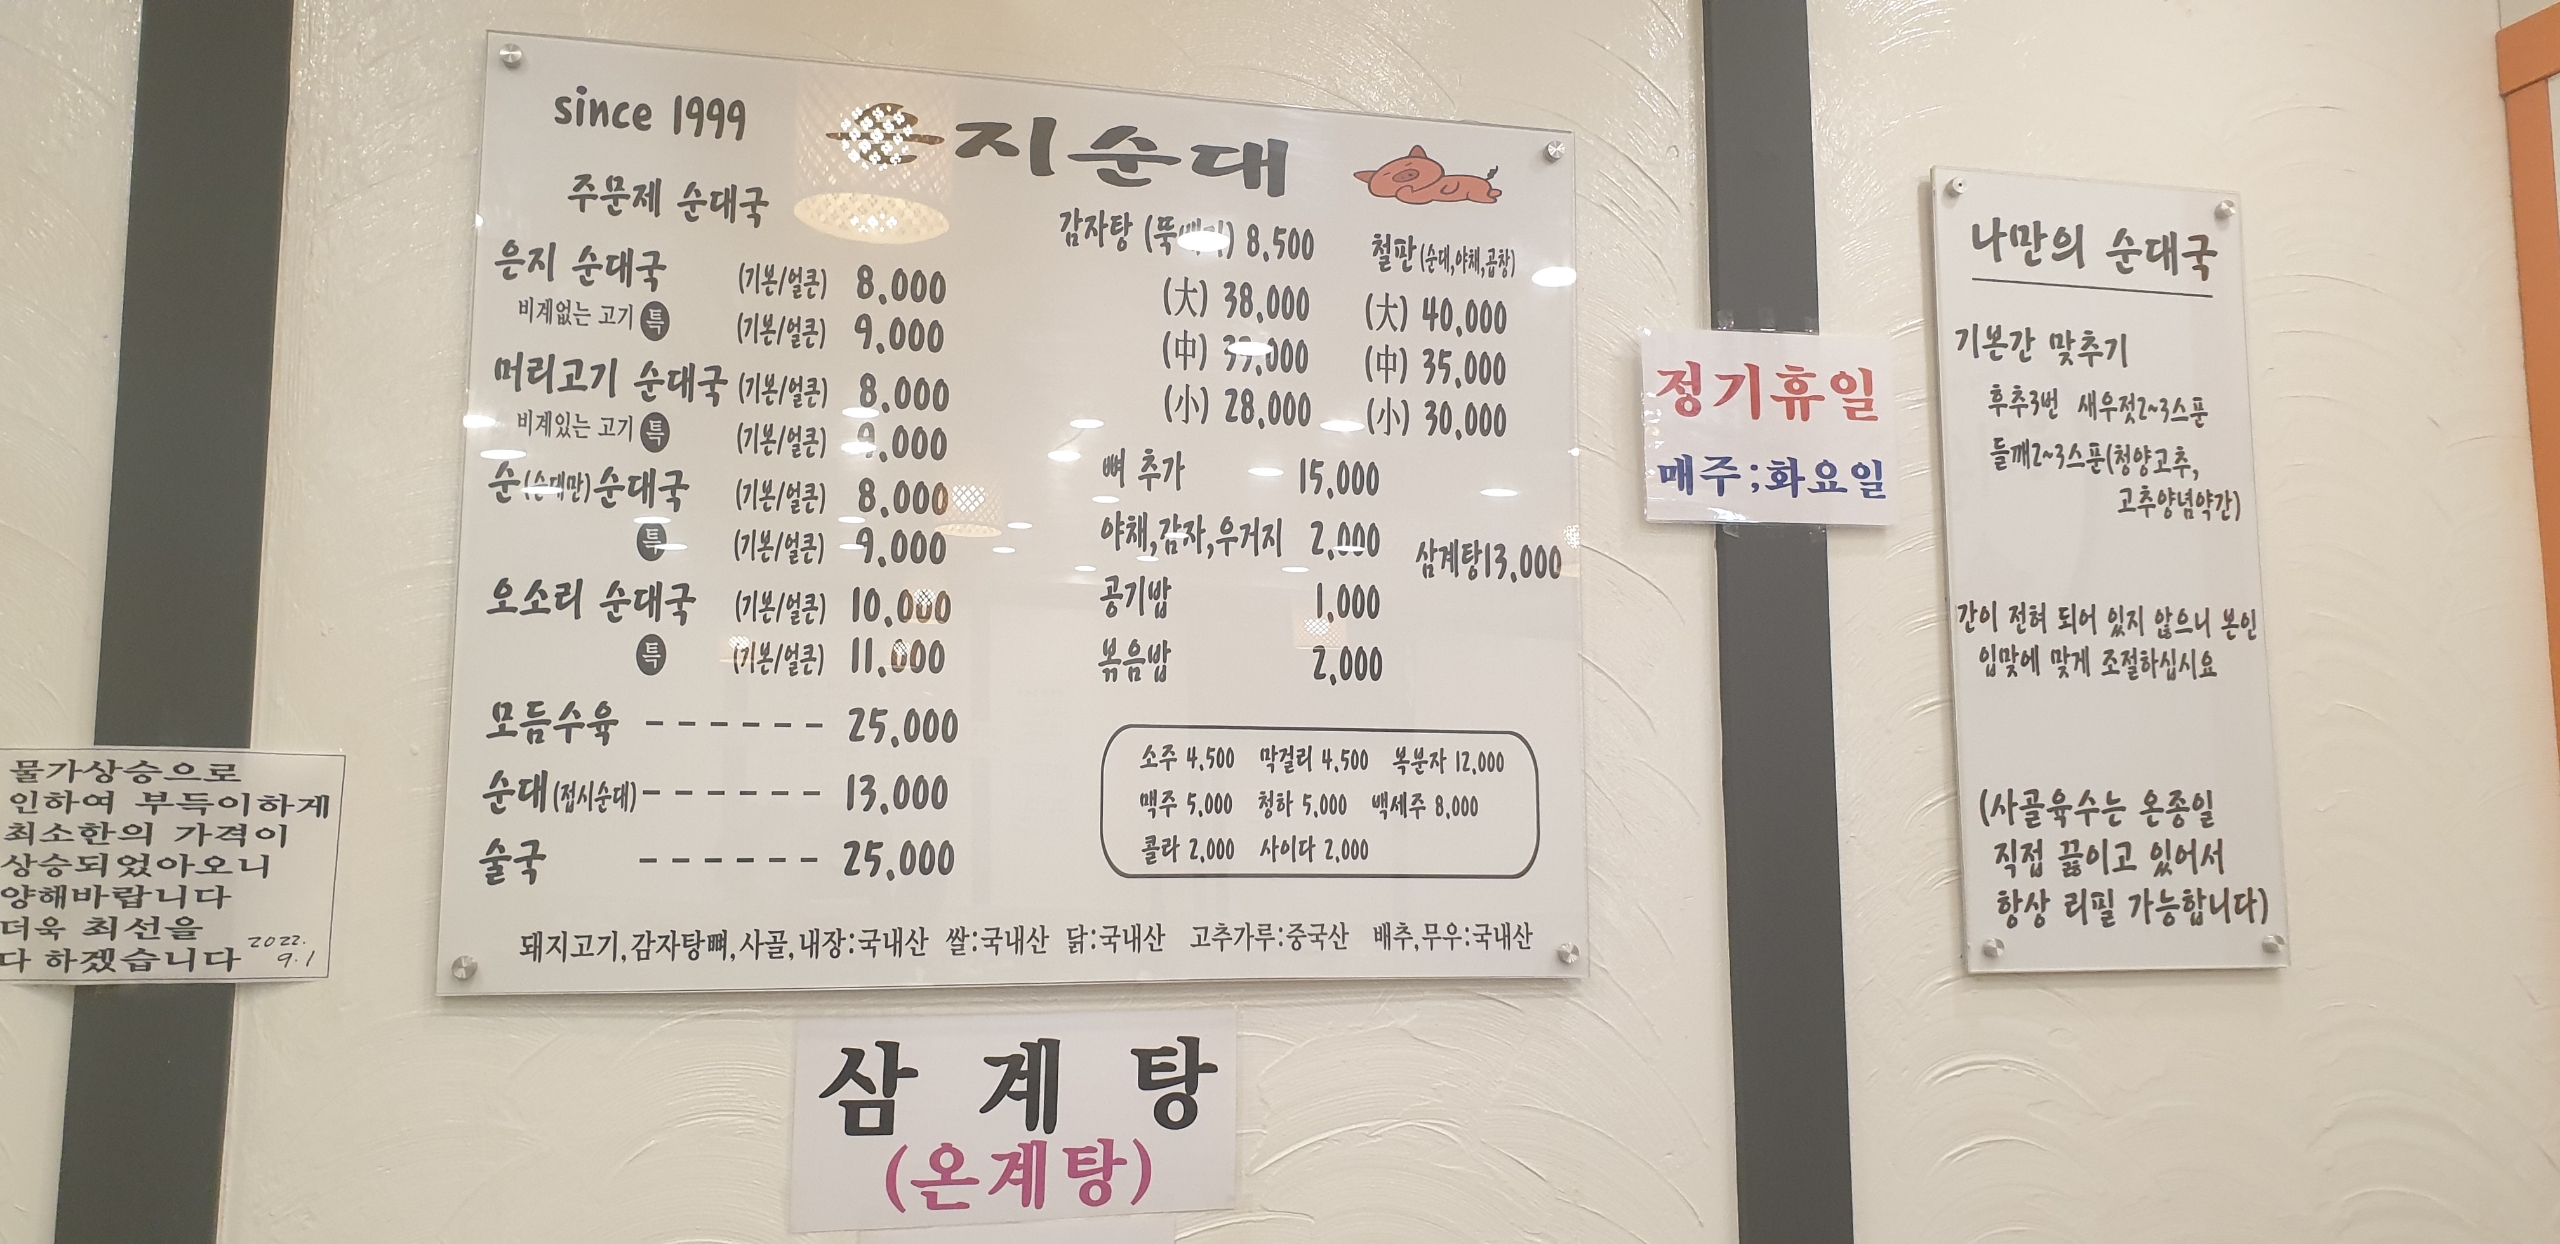 since 1999
은지순대
주문제 순대국
은지 순대국 (기본/얼큰) 8,000
비계없는 고기 특 (기본/얼큰) 9,000
머리고기 순대국 (기본/얼큰) 8,000
비계있는 고기 특 (기본/얼큰) 9,000
순(순대만)순대국 (기본/얼큰) 8,000
특 (기본/얼큰) 9,000
오소리 순대국 (기본/얼큰) 10,000
특 (기본/얼큰) 11,000
모듬수육 ------ 25,000
순대(접시순대)------ 13,000
술국 ------ 25,000
감자탕 (뚝배기) 8,500
(大) 38,000
(中)
(小) 28,000
철판(순대,야채,곱창)
(大) 40,000
(中) 35,000
(小) 30,000
뼈 추가 15,000
야채,감자,우거지 2,000
공기밥 1,000
볶음밥 2,000
삼계탕13,000
소주 4,500 막걸리 4,500 복분자 12,000
맥주 5,000 청하 5,000 백세주 8,000
콜라 2,000 사이다 2,000
돼지고기,감자탕뼈,사골,내장:국내산 쌀:국내산 닭:국내산 고추가루:중국산 배추,무우:국내산
물가상승으로
인하여 부득이하게
최소한의 가격이
상승되었아오니
양해바랍니다
더욱 최선을
다 하겠습니다 2022.
9.1
삼 계 탕
(온계탕)
정기휴일
매주;화요일
나만의 순대국
기본간 맞추기
후추3번 새우젓2~3스푼
들깨2~3스푼(청양고추,
고추양념약간)
간이 전혀 되어 있지 않으니 본인
입맛에 맞게 조절하십시요
(사골육수는 온종일
직접 끓이고 있어서
항상 리필 가능합니다)